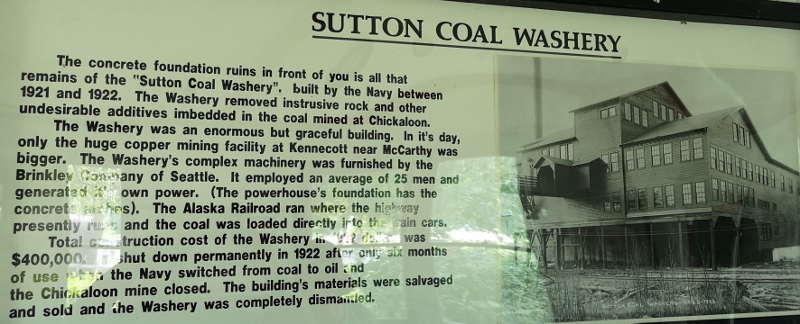 SUTTON COAL WASHERY
The concrete foundation ruins in front of you is all that
remains of the "Sutton Coal Washery". built by the Navy between
1921 and 1922. The Washery removed instrusive rock and other
undesirable additives imbedded in the coal mined at Chickaloon.
The Washery was an enormous but graceful building. In it's day,
only the huge copper mining facility at Kennecott near McCarthy was
bigger. The Washery's complex machinery was furnished by the
Brinkley Company of Seattle. It employed an average of 25 men and
generated it's own power. (The powerhouse's foundation has the
concrete arches). The Alaska Railroad ran where the highway
presently runs and the coal was loaded directly into the train cars.
Total construction cost of the Washery in was
$400,000. shut down permanently in 1922 after only six months
of use when the Navy switched from coal to oil and
the Chickaloon mine closed. The building's materials were salvaged
and sold and the Washery was completely dismantled.